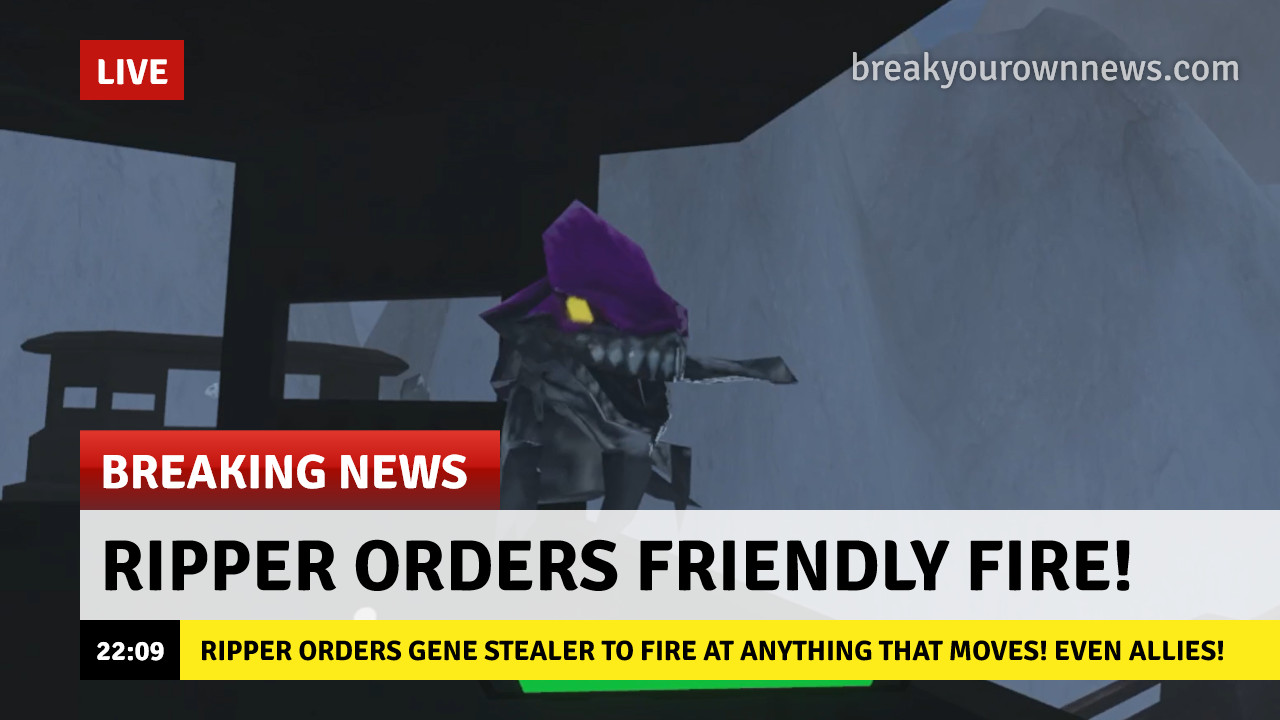 LIVE
breakyourownnews.com
BREAKING NEWS
RIPPER ORDERS FRIENDLY FIRE!
22:09
RIPPER ORDERS GENE STEALER TO FIRE AT ANYTHING THAT MOVES! EVEN ALLIES!